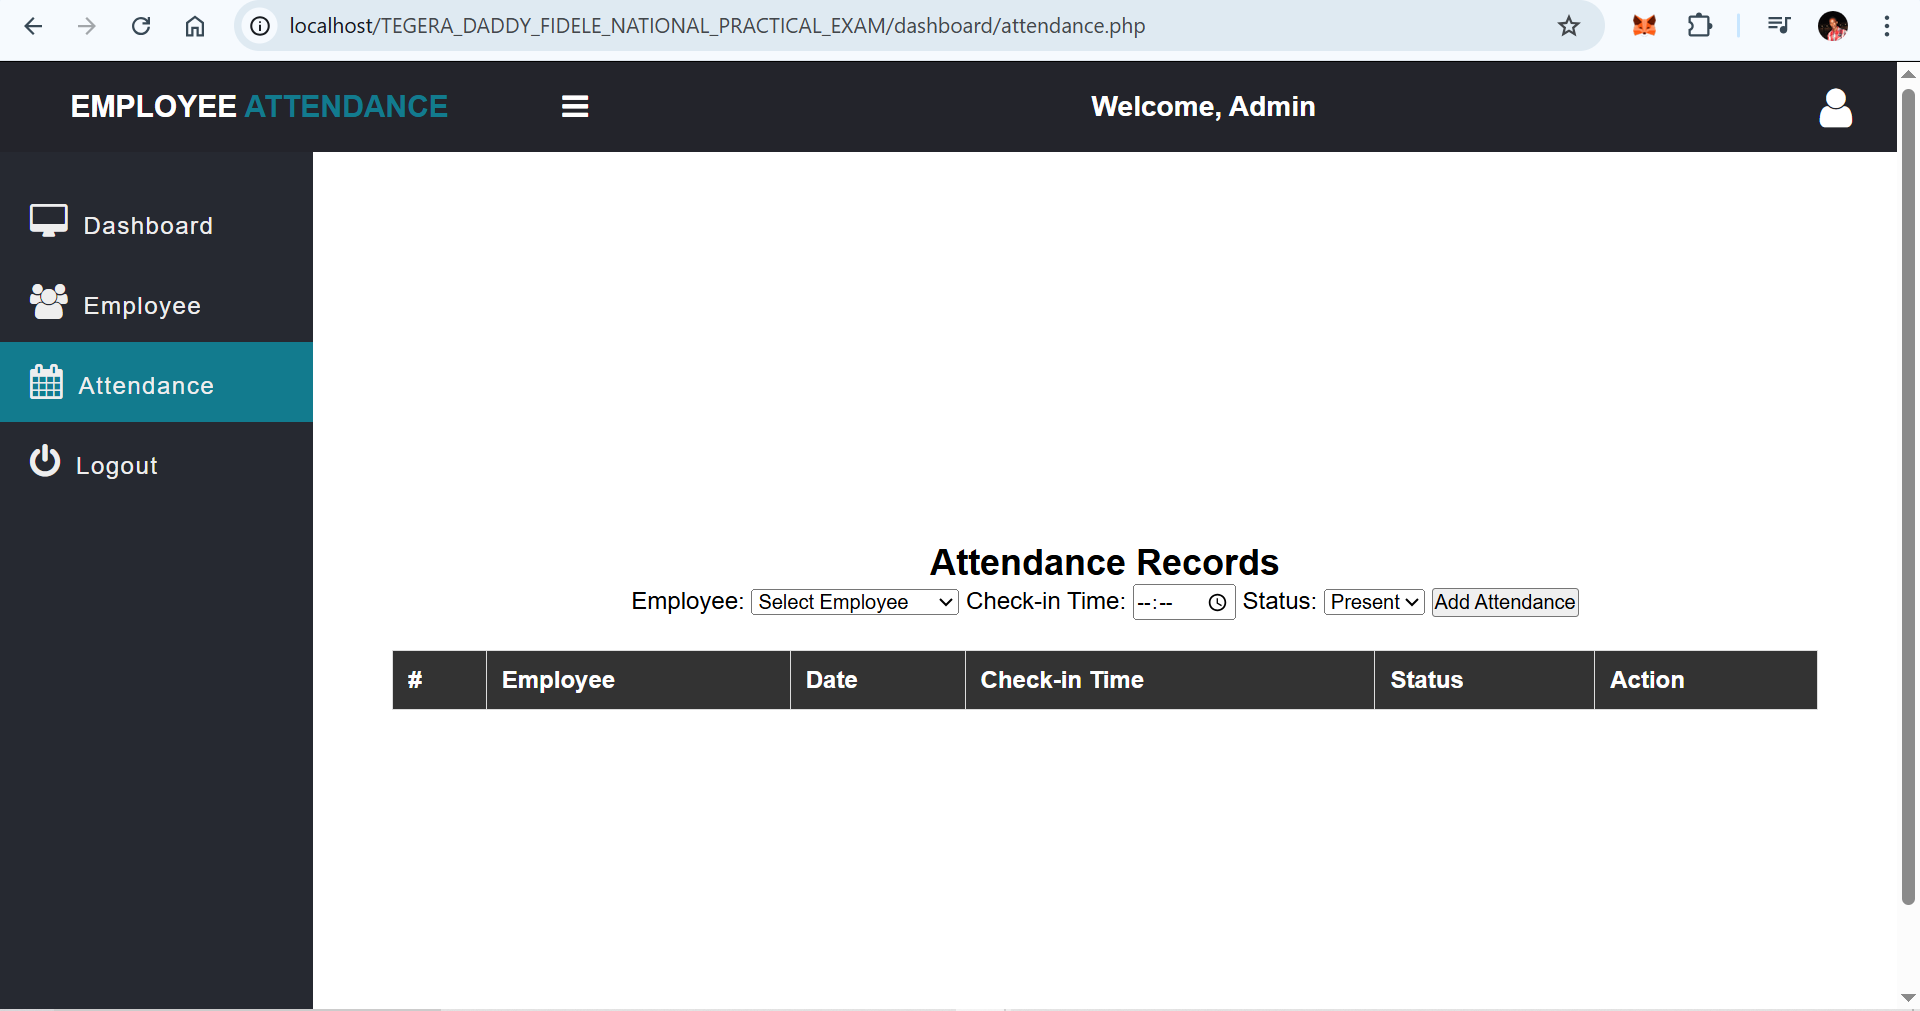 localhost/TEGERA_DADDY_FIDELE_NATIONAL_PRACTICAL_EXAM/dashboard/attendance.php
EMPLOYEE ATTENDANCE
Welcome, Admin
Dashboard
Employee
Attendance
Logout
Attendance Records
Employee: Select Employee Check-in Time: --:-- Status: Present Add Attendance
# Employee Date Check-in Time Status Action